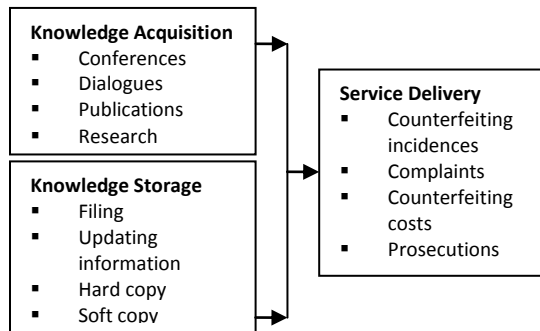 Knowledge Acquisition
▪ Conferences
▪ Dialogues
▪ Publications
▪ Research
Knowledge Storage
▪ Filing
▪ Updating
information
▪ Hard copy
▪ Soft copy
Service Delivery
▪ Counterfeiting
incidences
▪ Complaints
▪ Counterfeiting
costs
▪ Prosecutions